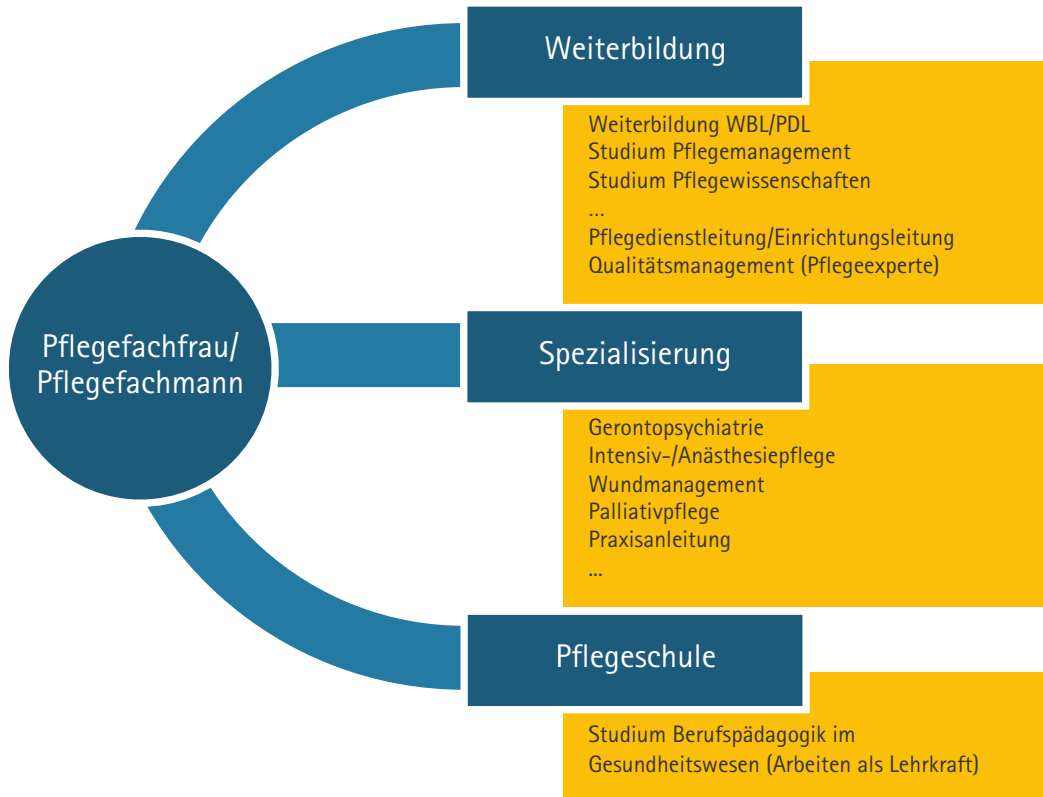 Weiterbildung
Weiterbildung WBL/PDL
Studium Pflegemanagement
Studium Pflegewissenschaften
...
Pflegedienstleitung/Einrichtungsleitung
Qualitätsmanagement (Pflegeexperte)
Pflegefachfrau/
Pflegefachmann
Spezialisierung
Gerontopsychiatrie
Intensiv-/Anästhesiepflege
Wundmanagement
Palliativpflege
Praxisanleitung
...
Pflegeschule
Studium Berufspädagogik im
Gesundheitswesen (Arbeiten als Lehrkraft)